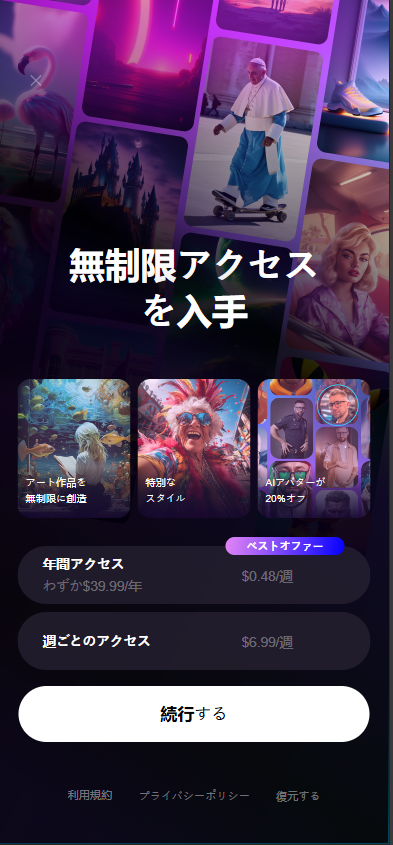 無制限アクセス
を入手
アート作品を
無制限に創造
特別な
スタイル
AIアバターが
20%オフ
ベストオファー
年間アクセス
わずか$39.99/年
$0.48/週
週ごとのアクセス
$6.99/週
続行する
利用規約 プライバシーポリシー 復元する